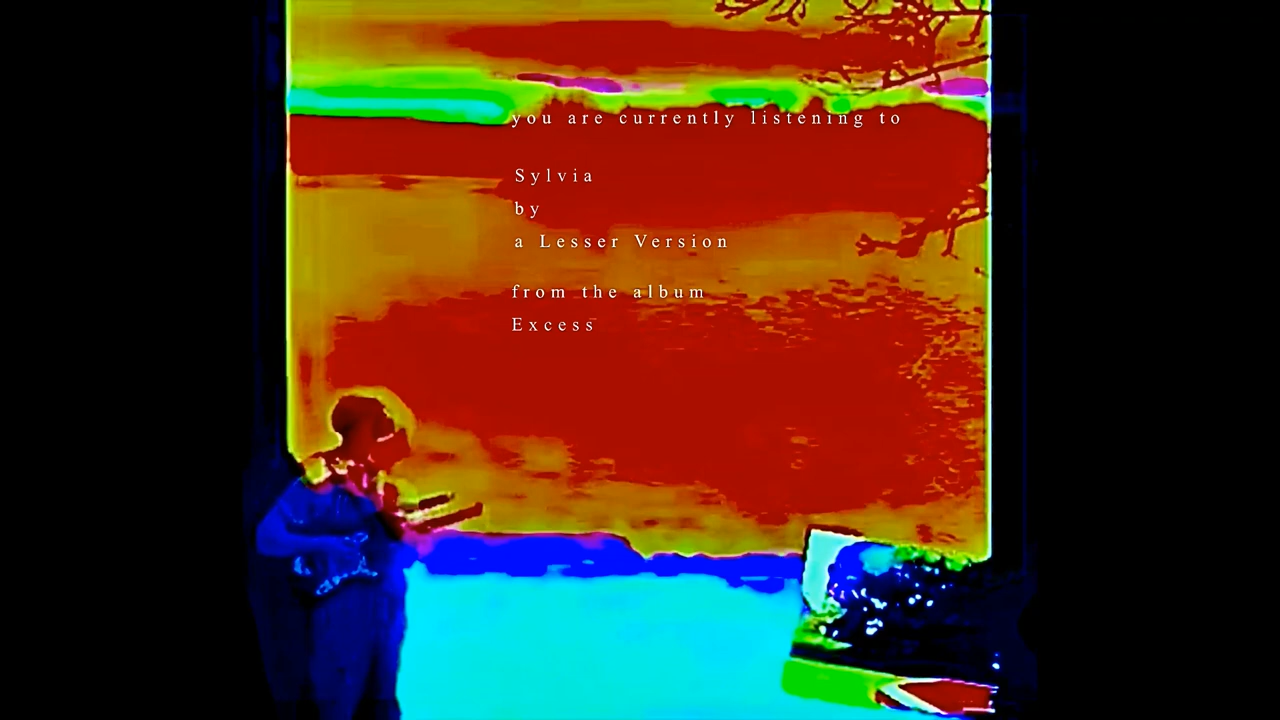 you are currently listening to
Sylvia
by
a Lesser Version
from the album
Excess